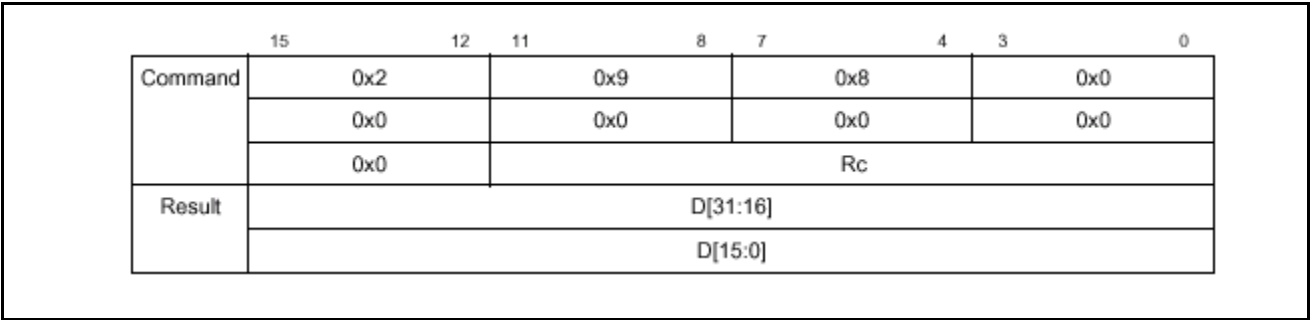 15 12 11 8 7 4 3 0
Command 0x2 0x9 0x8 0x0
0x0 0x0 0x0 0x0
0x0 Rc
Result D[31:16]
D[15:0]